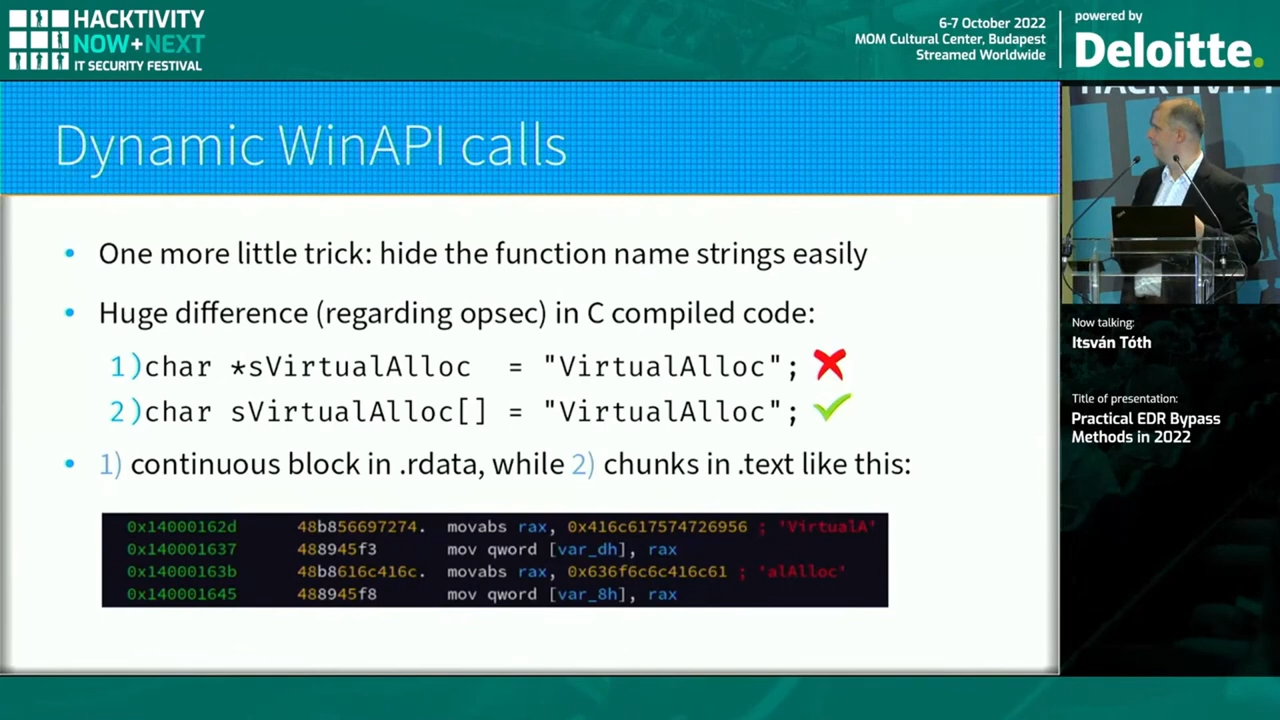 HACKTIVITY
NOW+NEXT
IT SECURITY FESTIVAL
6-7 October 2022
MOM Cultural Center, Budapest
Streamed Worldwide
powered by
Deloitte.
Dynamic WinAPI calls
• One more little trick: hide the function name strings easily
• Huge difference (regarding opsec) in C compiled code:
1)char *sVirtualAlloc = "VirtualAlloc"; ❌
2)char sVirtualAlloc[] = "VirtualAlloc"; ✔
• 1) continuous block in .rdata, while 2) chunks in .text like this:
0x14000162d 48b856697274. movabs rax, 0x416c617574726956 ; 'VirtualA'
0x140001637 488945f3 mov qword [var_dh], rax
0x14000163b 48b8616c416c. movabs rax, 0x636f6c6c416c61 ; 'alAlloc'
0x140001645 488945f8 mov qword [var_8h], rax
HACKTIVITY
Now talking:
Itsván Tóth
Title of presentation:
Practical EDR Bypass
Methods in 2022